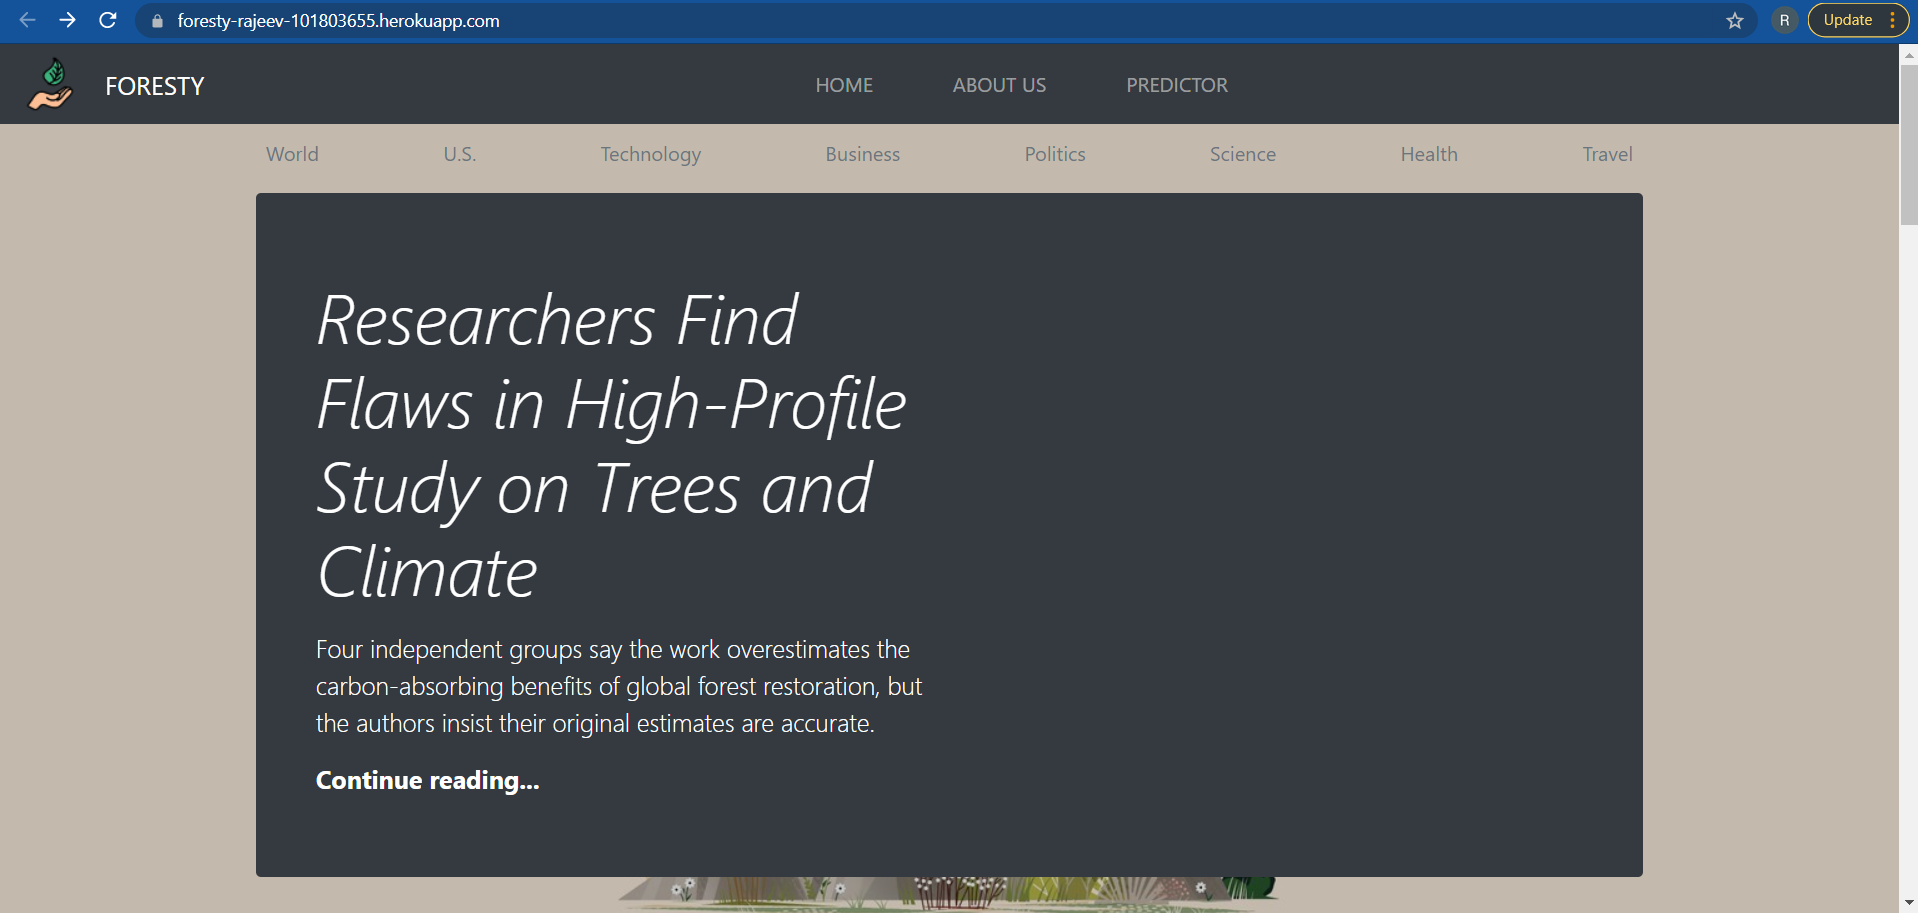 foresty-rajeev-101803655.herokuapp.com
R
Update
FORESTY
HOME
ABOUT US
PREDICTOR
World
U.S.
Technology
Business
Politics
Science
Health
Travel
Researchers Find
Flaws in High-Profile
Study on Trees and
Climate
Four independent groups say the work overestimates the
carbon-absorbing benefits of global forest restoration, but
the authors insist their original estimates are accurate.
Continue reading...